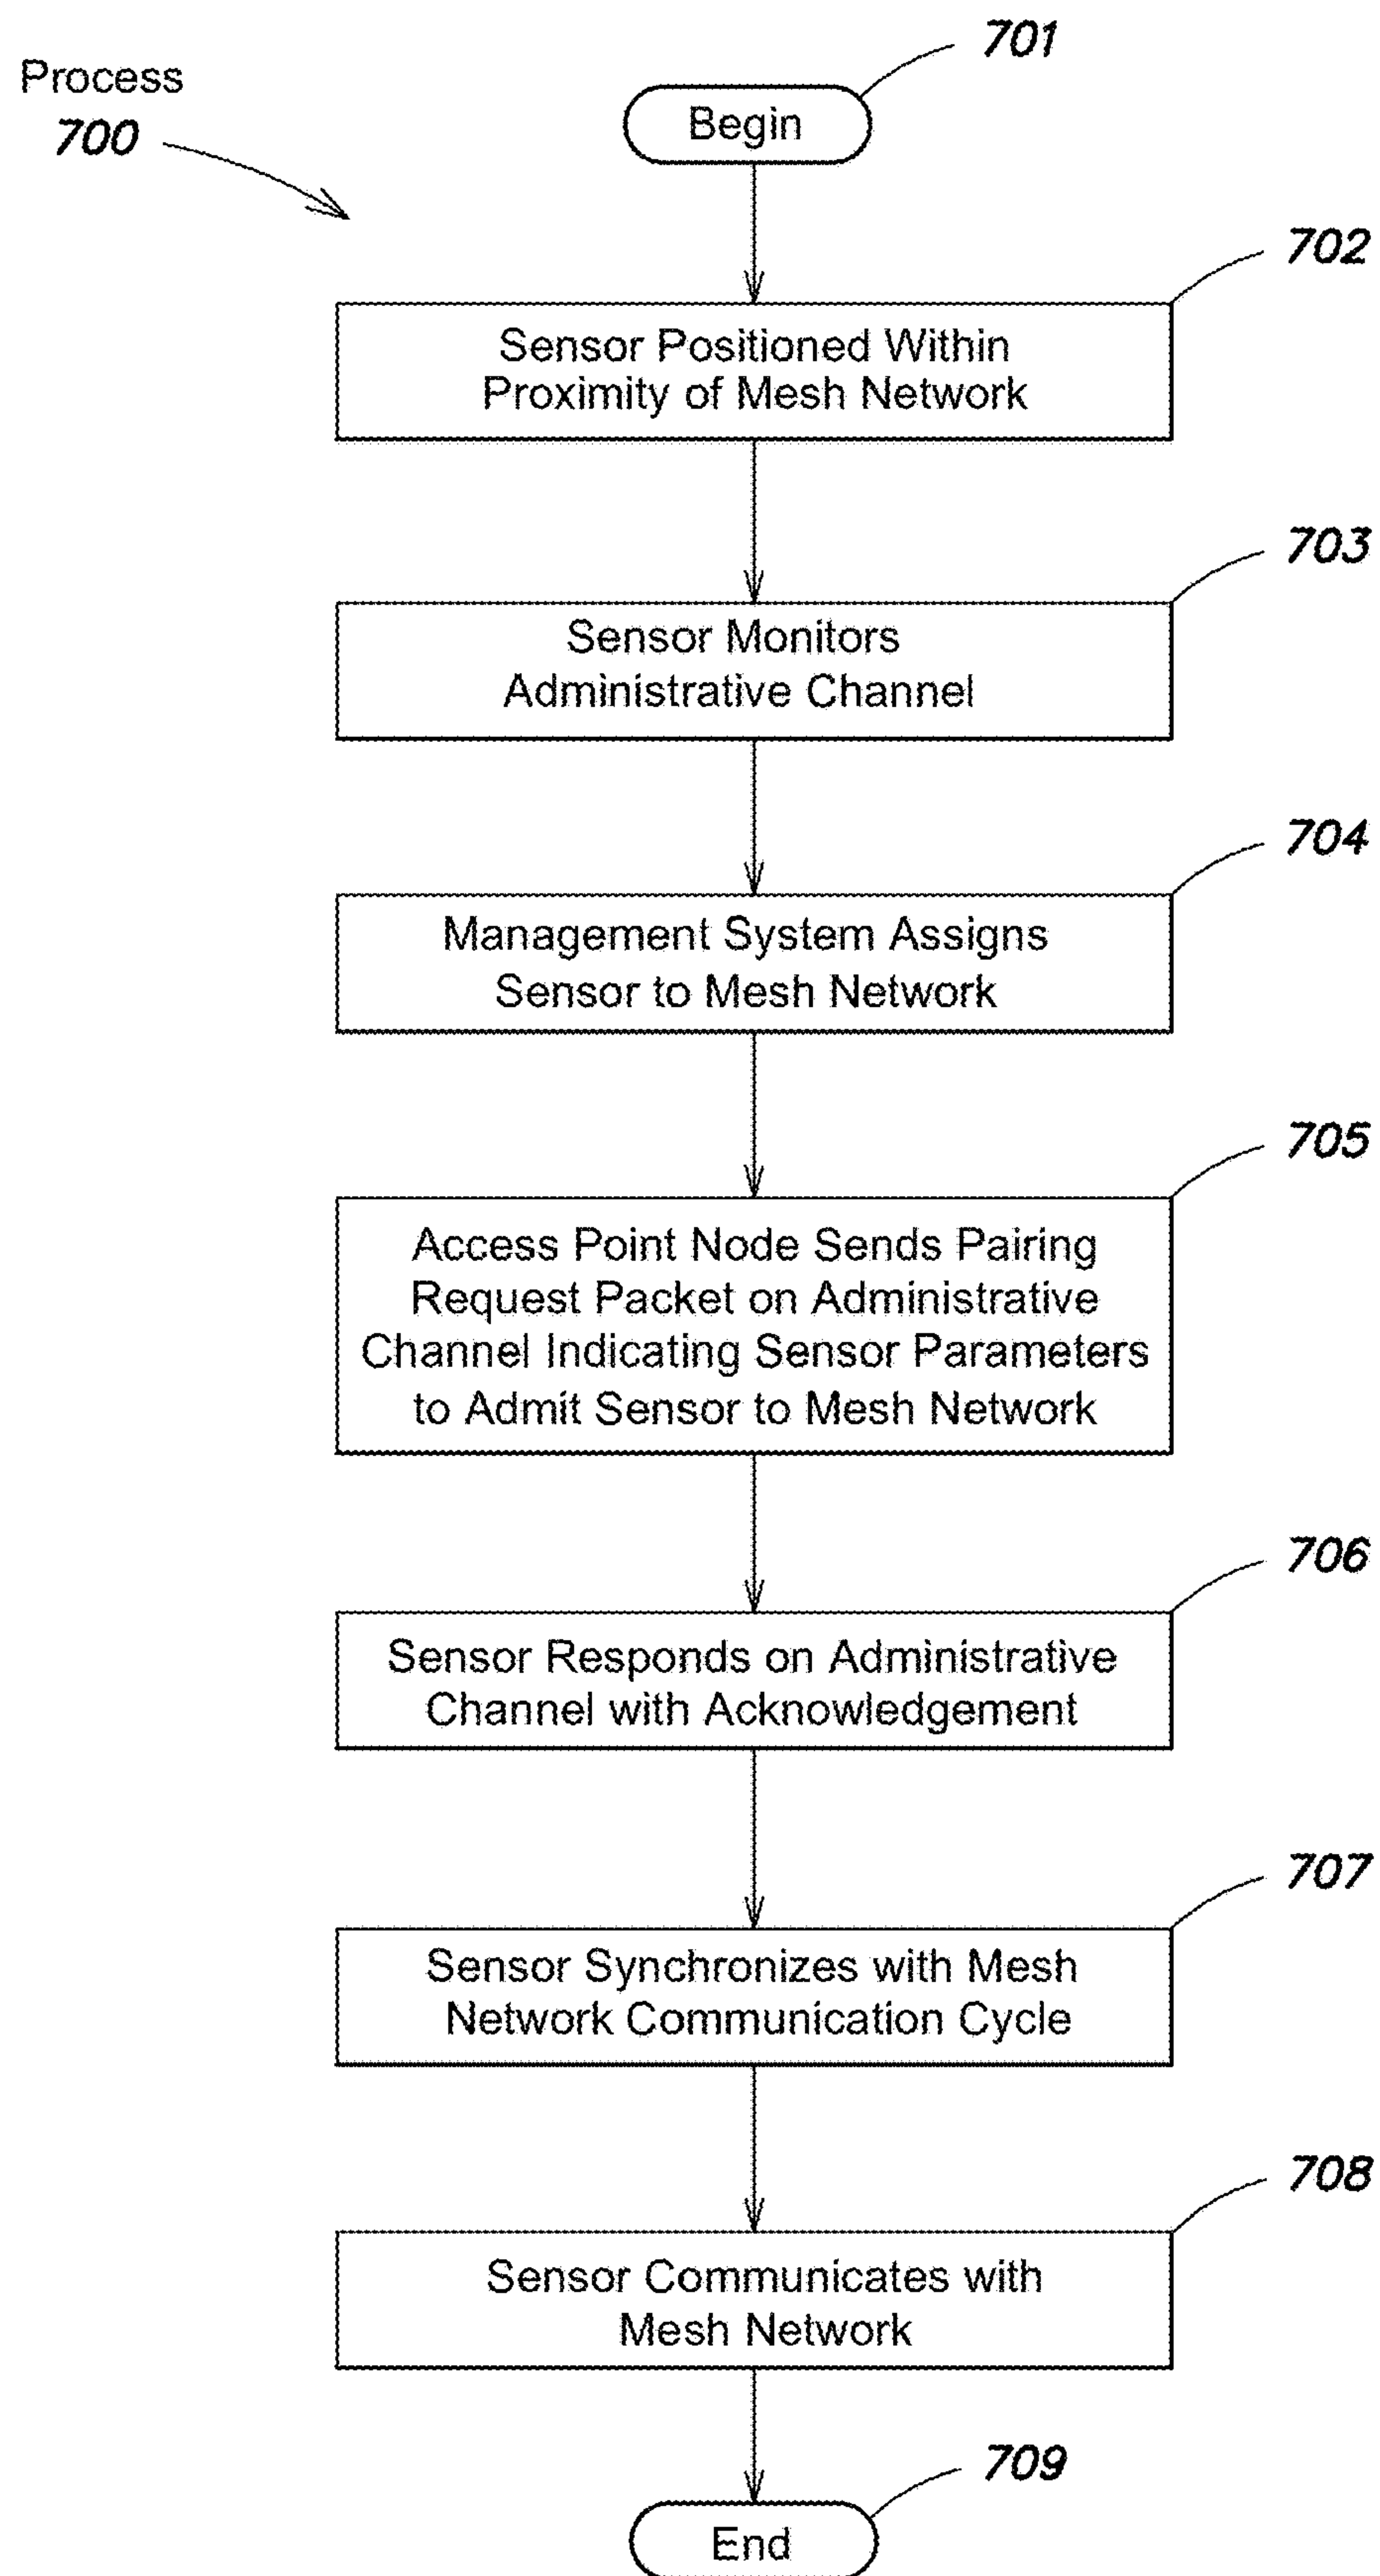 701
Process
700
Begin
702
Sensor Positioned Within
Proximity of Mesh Network
703
Sensor Monitors
Administrative Channel
704
Management System Assigns
Sensor to Mesh Network
705
Access Point Node Sends Pairing
Request Packet on Administrative
Channel Indicating Sensor Parameters
to Admit Sensor to Mesh Network
706
Sensor Responds on Administrative
Channel with Acknowledgement
707
Sensor Synchronizes with Mesh
Network Communication Cycle
708
Sensor Communicates with
Mesh Network
709
End